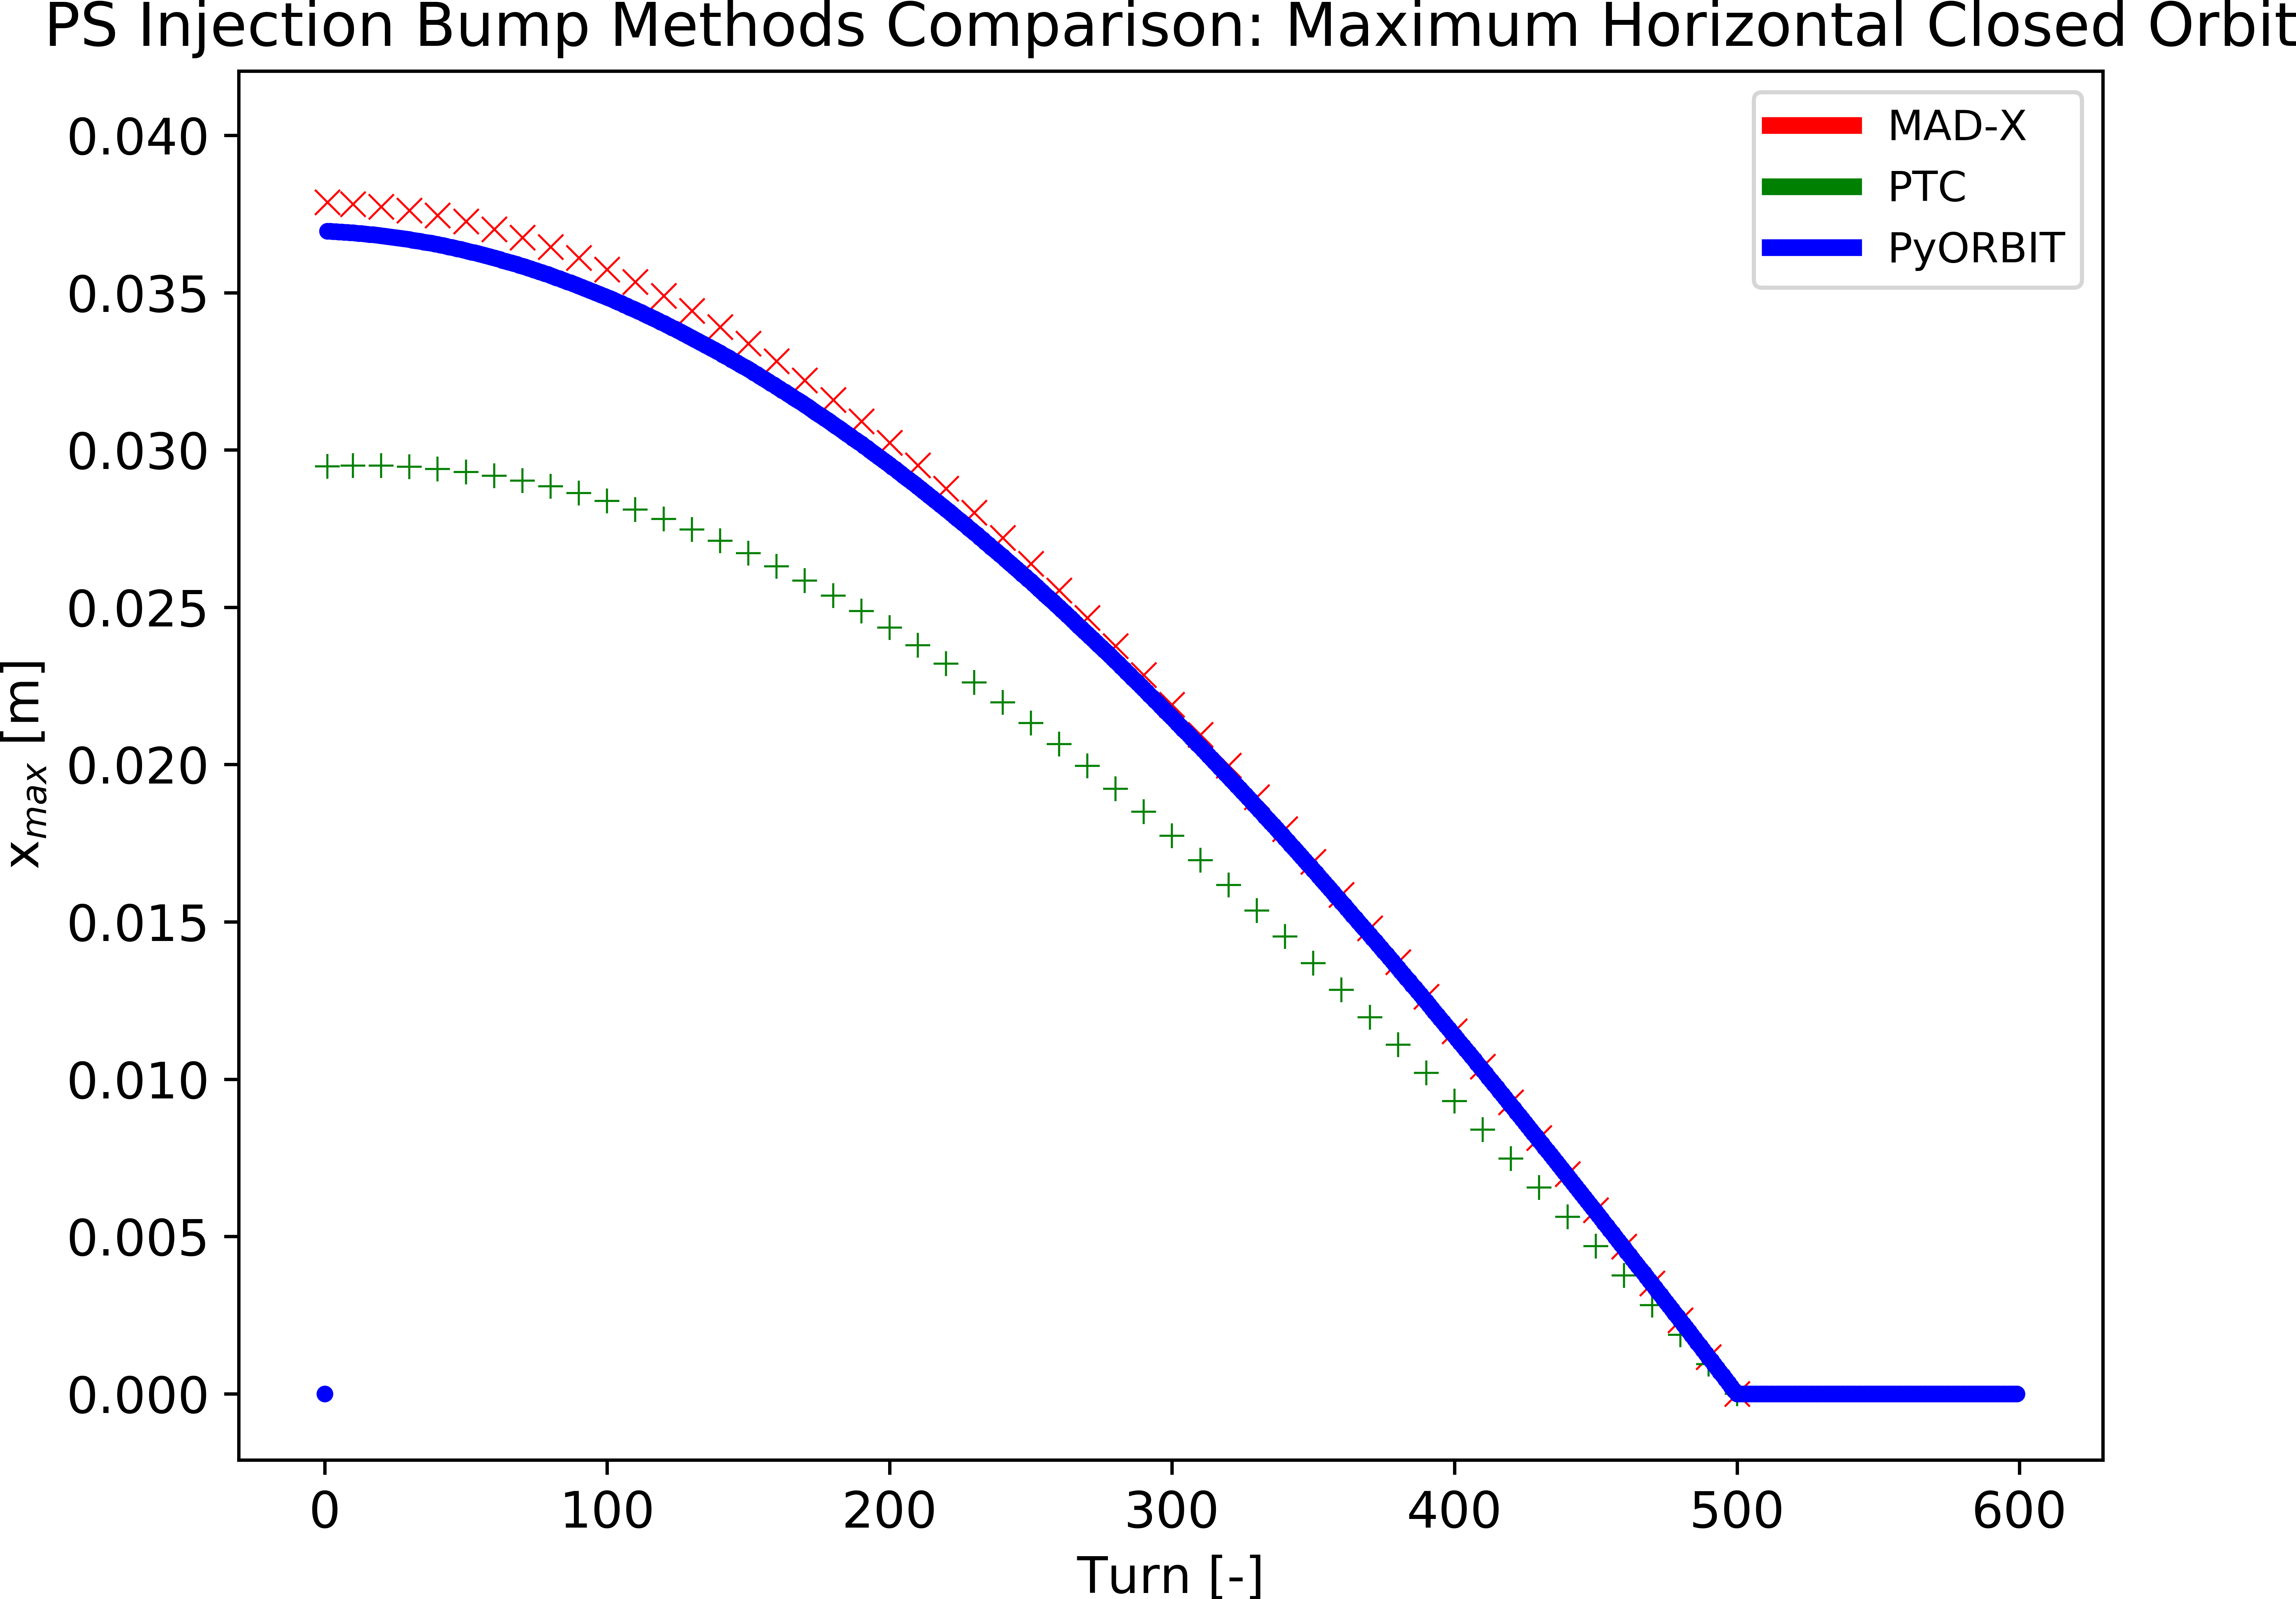 PS Injection Bump Methods Comparison: Maximum Horizontal Closed Orbit
MAD-X
PTC
PyORBIT
0.040
0.035
0.030
0.025
0.020
0.015
0.010
0.005
0.000
x_max [m]
0 100 200 300 400 500 600
Turn [-]